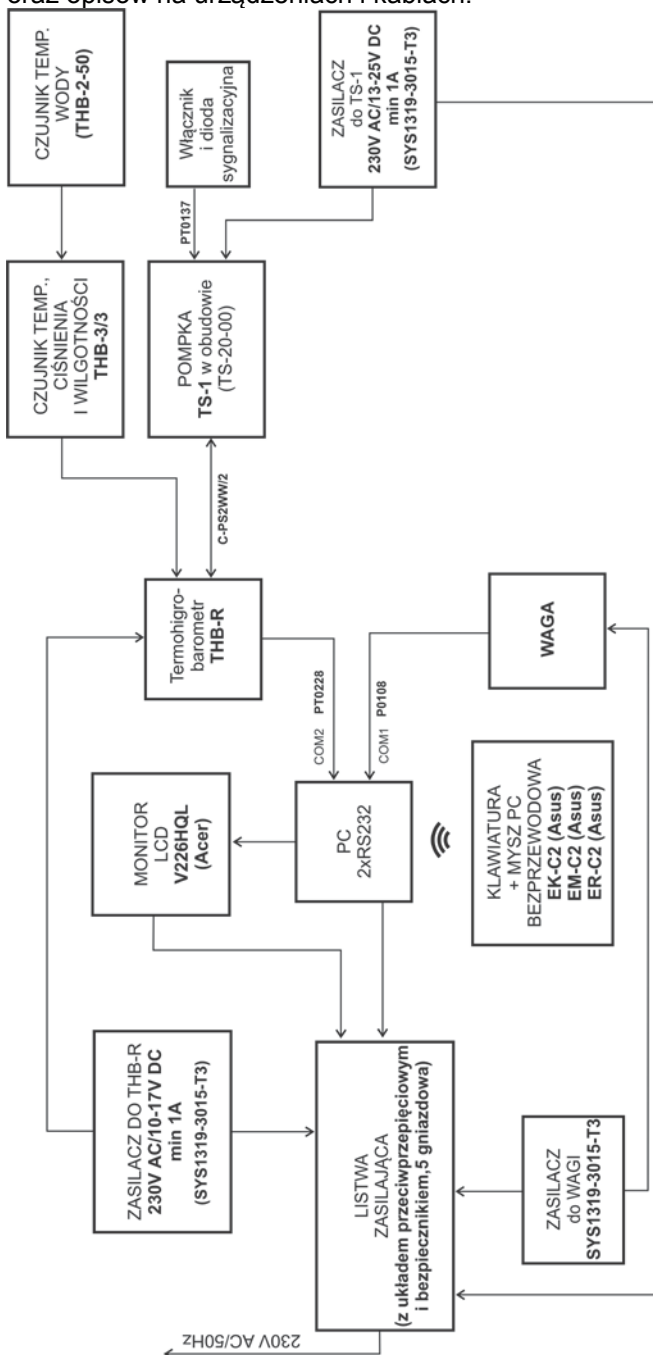 oraz opisów na urządzeniach i kablach.
ZASILACZ DO THB-R
230V AC/10-17V DC
min 1A
(SYS1319-3015-T3)
MONITOR
LCD
V226HQL
(Acer)
Termohigro-
barometr
THB-R
CZUJNIK TEMP.,
CIŚNIENIA
I WILGOTNOŚCI
THB-3/3
CZUJNIK TEMP.
WODY
(THB-2-50)
230V AC/50Hz
LISTWA
ZASILAJĄCA
(z układem przeciwprzepięciowym
i bezpiecznikiem,5 gniazdowa)
PC
2xRS232
COM2 PT0228
COM1 P0108
C-PS2WW/2
POMPKA
TS-1 w obudowie
(TS-20-00)
PT0137
Włącznik
i dioda
sygnalizacyjna
ZASILACZ
do WAGI
SYS1319-3015-T3
KLAWIATURA
+ MYSZ PC
BEZPRZEWODOWA
EK-C2 (Asus)
EM-C2 (Asus)
ER-C2 (Asus)
WAGA
ZASILACZ
do TS-1
230V AC/13-25V DC
min 1A
(SYS1319-3015-T3)